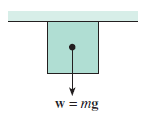 w = mg